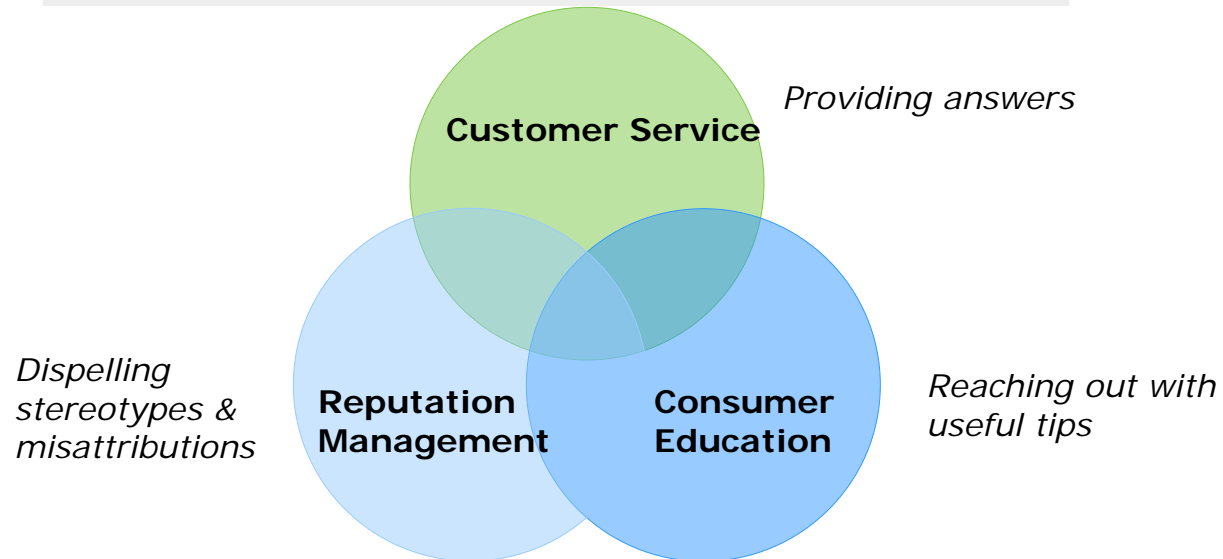 Providing answers
Customer Service
Dispelling
stereotypes &
misattributions
Reputation
Management
Consumer
Education
Reaching out with
useful tips